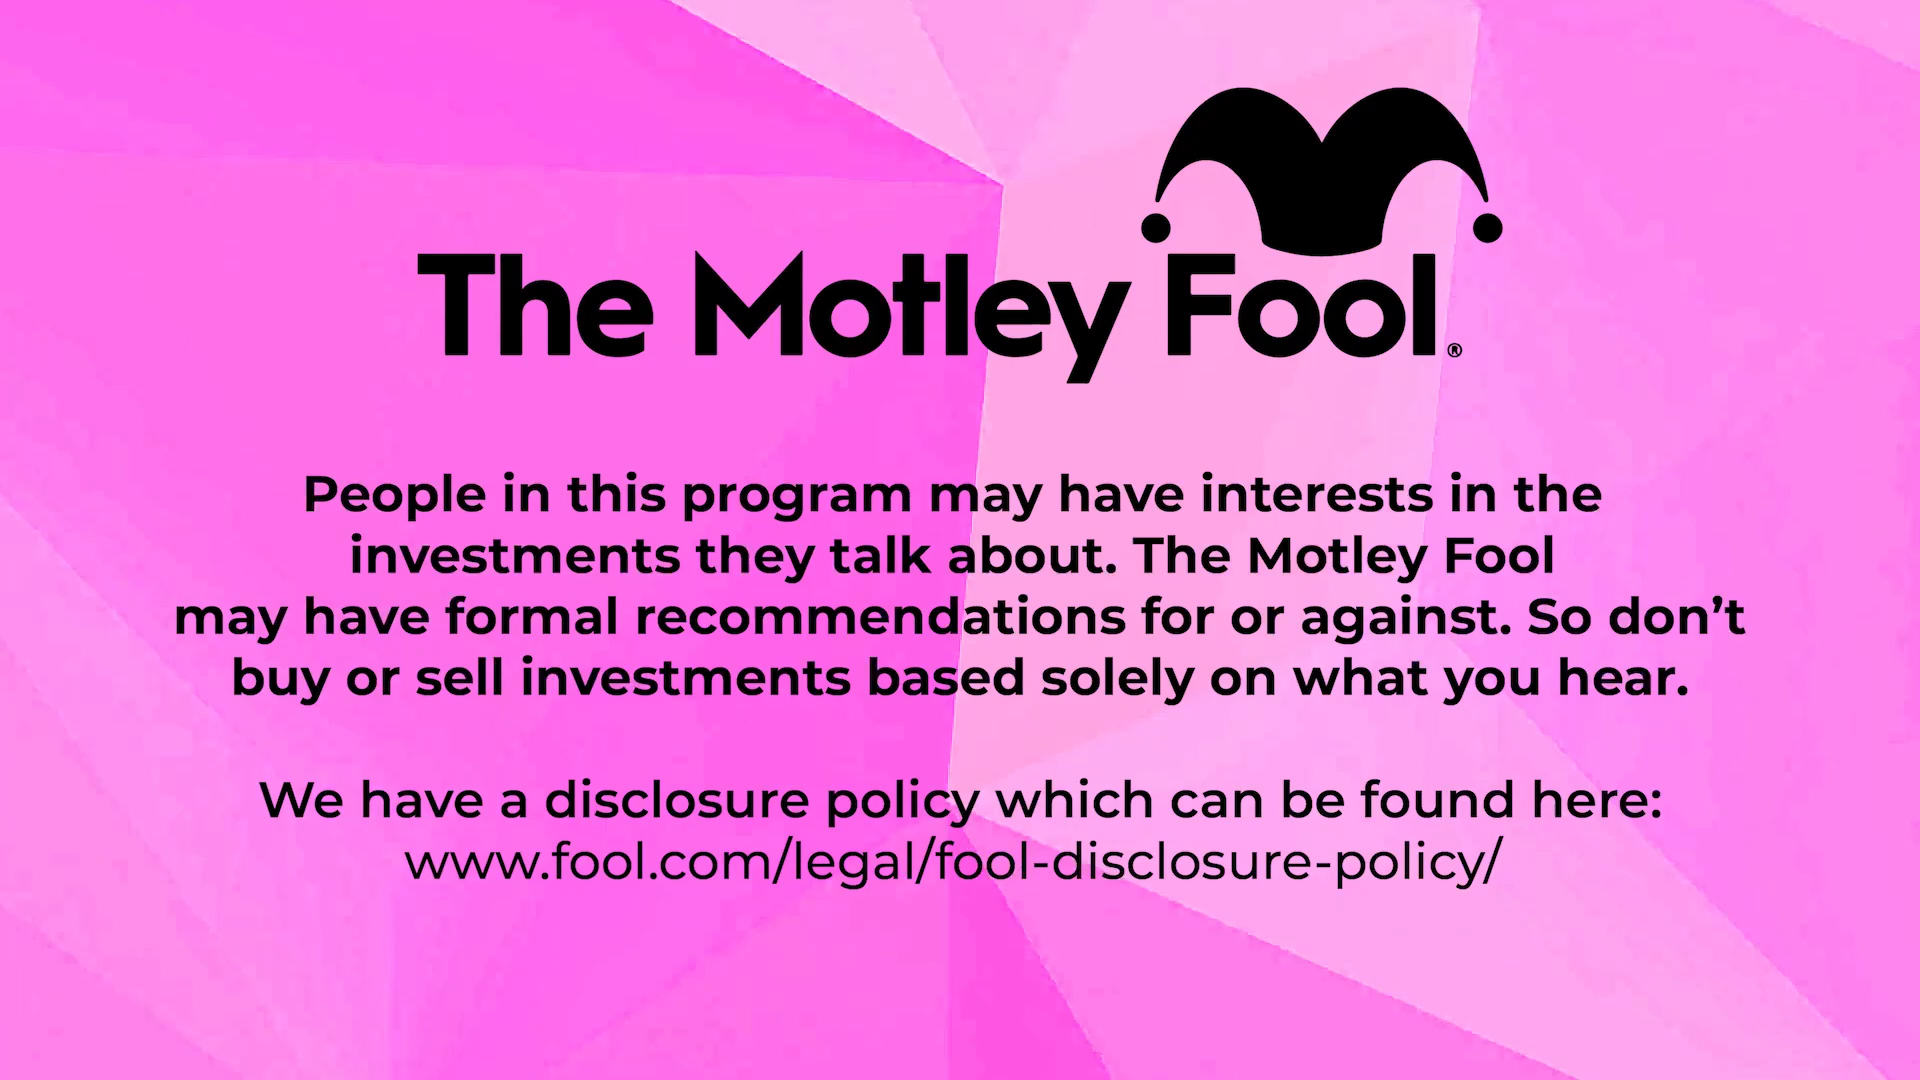 The Motley Fool®
People in this program may have interests in the
investments they talk about. The Motley Fool
may have formal recommendations for or against. So don’t
buy or sell investments based solely on what you hear.
We have a disclosure policy which can be found here:
www.fool.com/legal/fool-disclosure-policy/